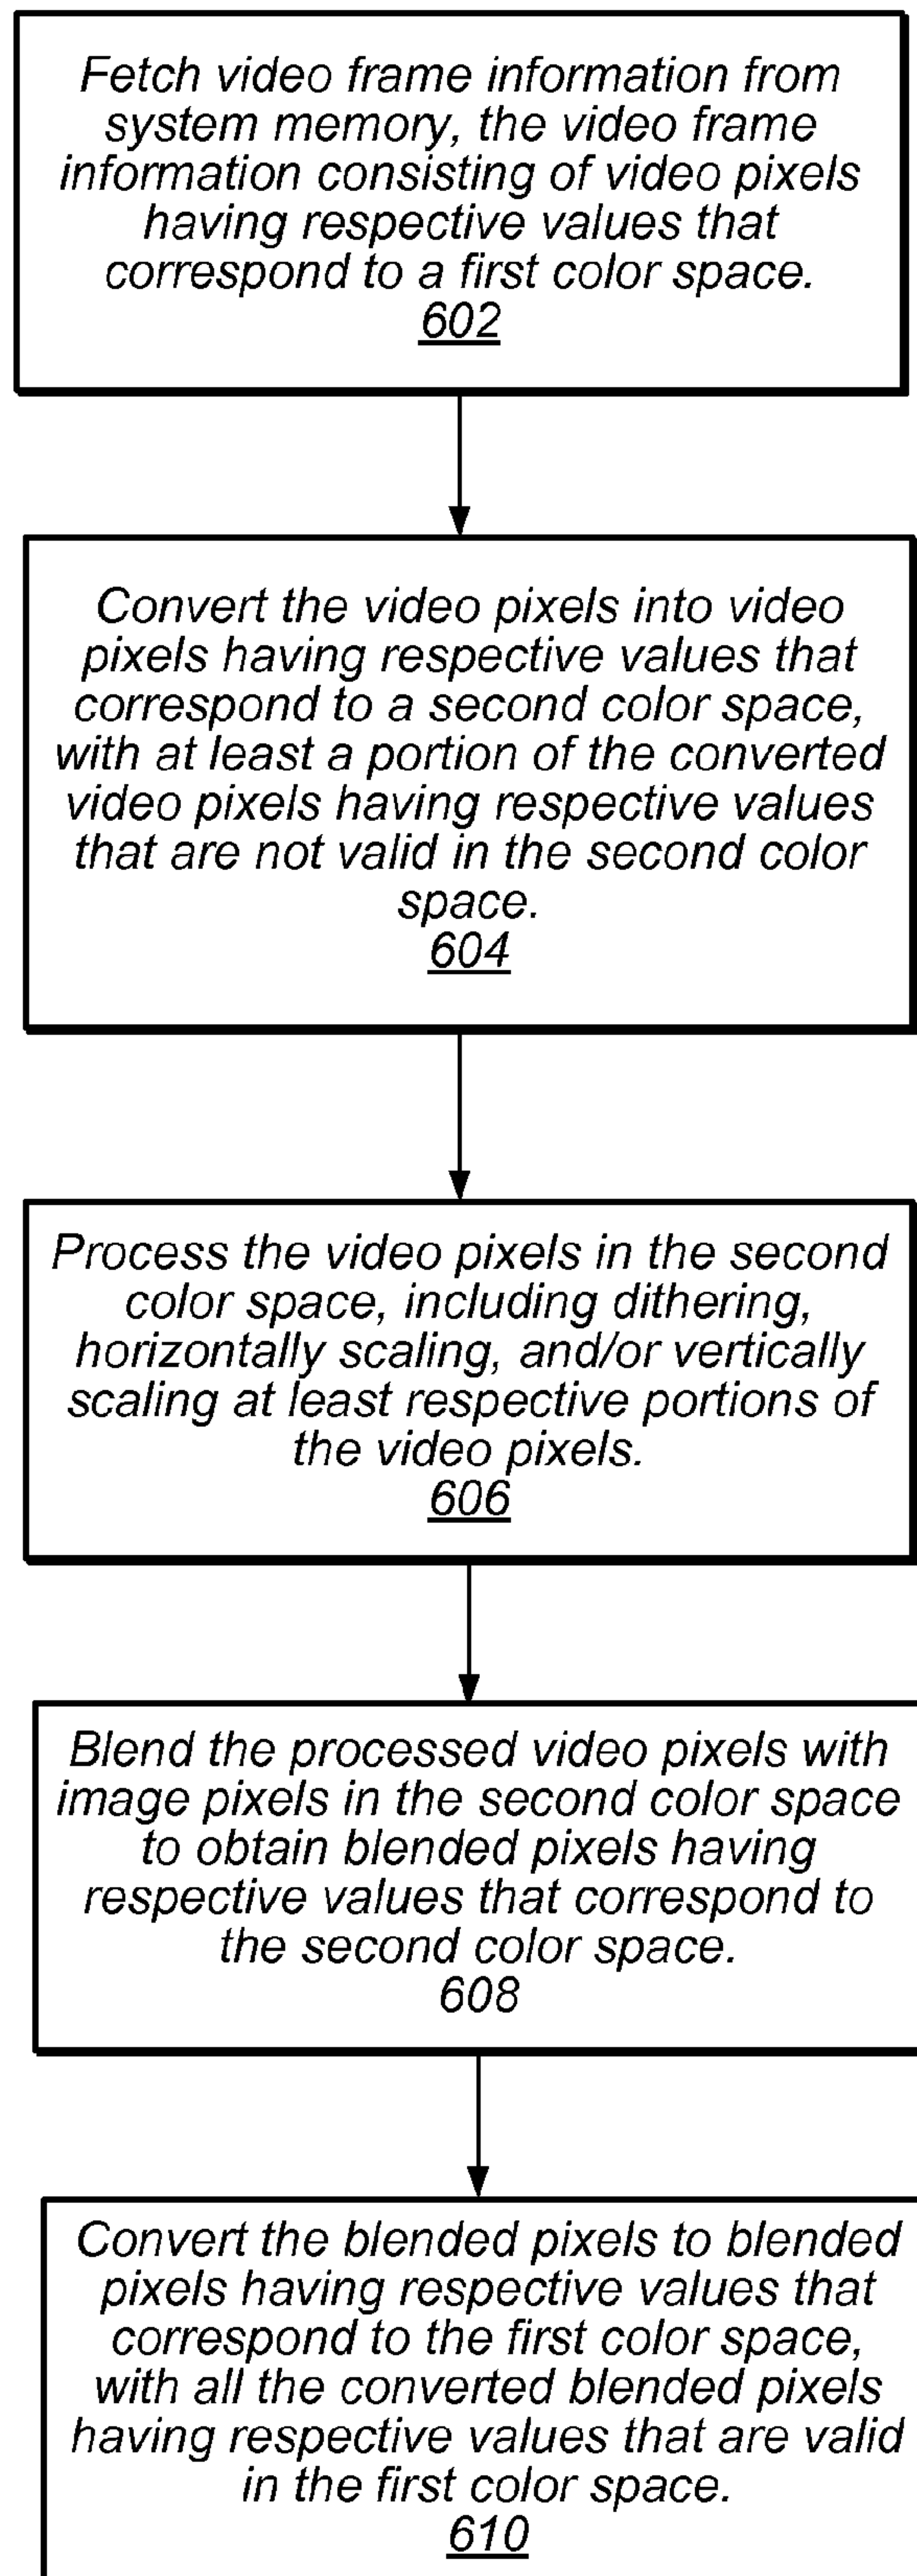 Fetch video frame information from
system memory, the video frame
information consisting of video pixels
having respective values that
correspond to a first color space.
602
Convert the video pixels into video
pixels having respective values that
correspond to a second color space,
with at least a portion of the converted
video pixels having respective values
that are not valid in the second color
space.
604
Process the video pixels in the second
color space, including dithering,
horizontally scaling, and/or vertically
scaling at least respective portions of
the video pixels.
606
Blend the processed video pixels with
image pixels in the second color space
to obtain blended pixels having
respective values that correspond to
the second color space.
608
Convert the blended pixels to blended
pixels having respective values that
correspond to the first color space,
with all the converted blended pixels
having respective values that are valid
in the first color space.
610